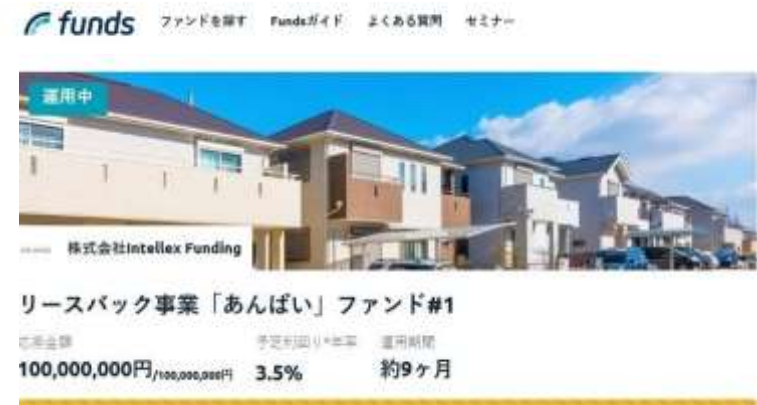 funds ファンドを探す Fundsガイド よくある質問 セミナー
運用中
株式会社Intellex Funding
リースバック事業「あんばい」ファンド#1
応募金額 予定利回り*年率 運用期間
100,000,000円/100,000,000円 3.5% 約9ヶ月